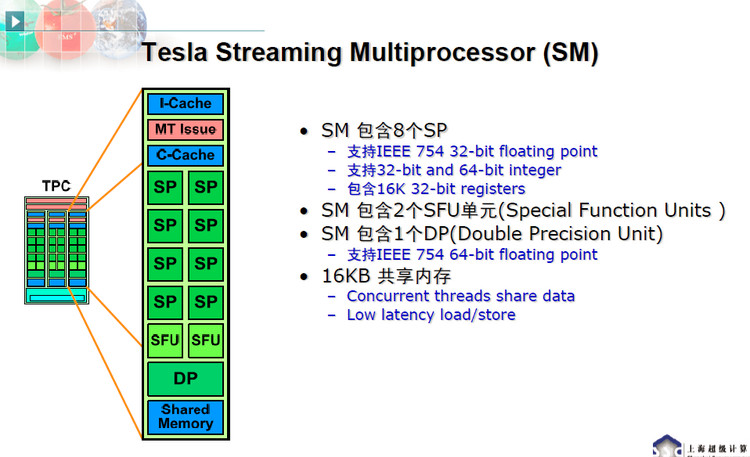 Tesla Streaming Multiprocessor (SM)
TPC
I-Cache
MT Issue
C-Cache
SP SP
SP SP
SP SP
SP SP
SFU SFU
DP
Shared
Memory
• SM 包含8个SP
– 支持IEEE 754 32-bit floating point
– 支持32-bit and 64-bit integer
– 包含16K 32-bit registers
• SM 包含2个SFU单元(Special Function Units )
• SM 包含1个DP(Double Precision Unit)
– 支持IEEE 754 64-bit floating point
• 16KB 共享内存
– Concurrent threads share data
– Low latency load/store
上海超级计算